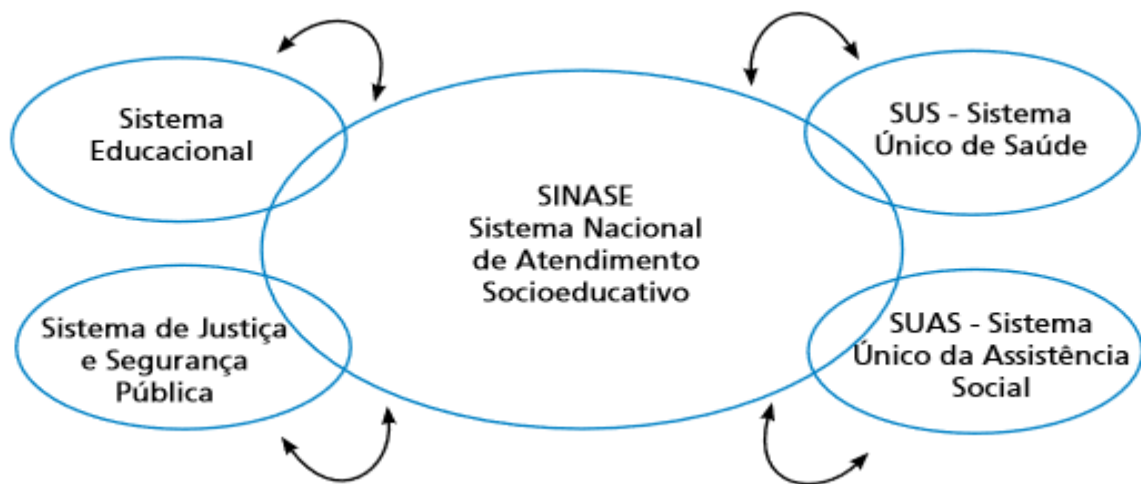 Sistema
Educacional
SUS - Sistema
Único de Saúde
SINASE
Sistema Nacional
de Atendimento
Socioeducativo
Sistema de Justiça
e Segurança
Pública
SUAS - Sistema
Único da Assistência
Social